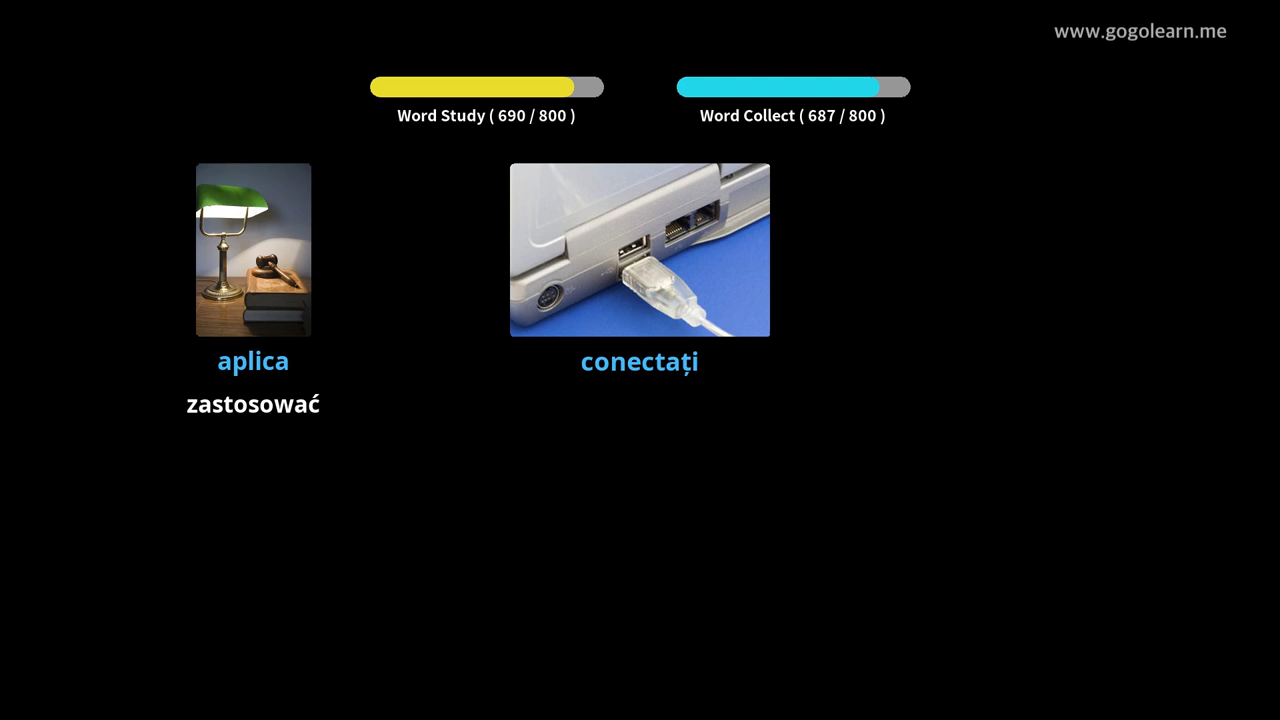 www.gogolearn.me
Word Study ( 690 / 800 )
Word Collect ( 687 / 800 )
aplica
conectați
zastosować